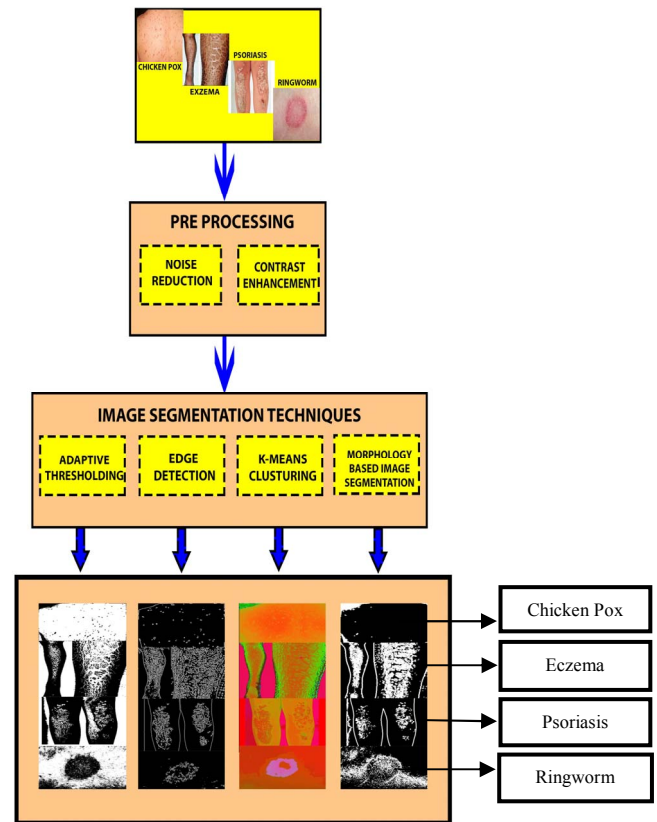 CHICKEN POX
EXZEMA
PSORIASIS
RINGWORM
PRE PROCESSING
NOISE
REDUCTION
CONTRAST
ENHANCEMENT
IMAGE SEGMENTATION TECHNIQUES
ADAPTIVE
THRESHOLDING
EDGE
DETECTION
K-MEANS
CLUSTURING
MORPHOLOGY
BASED IMAGE
SEGMENTATION
Chicken Pox
Eczema
Psoriasis
Ringworm